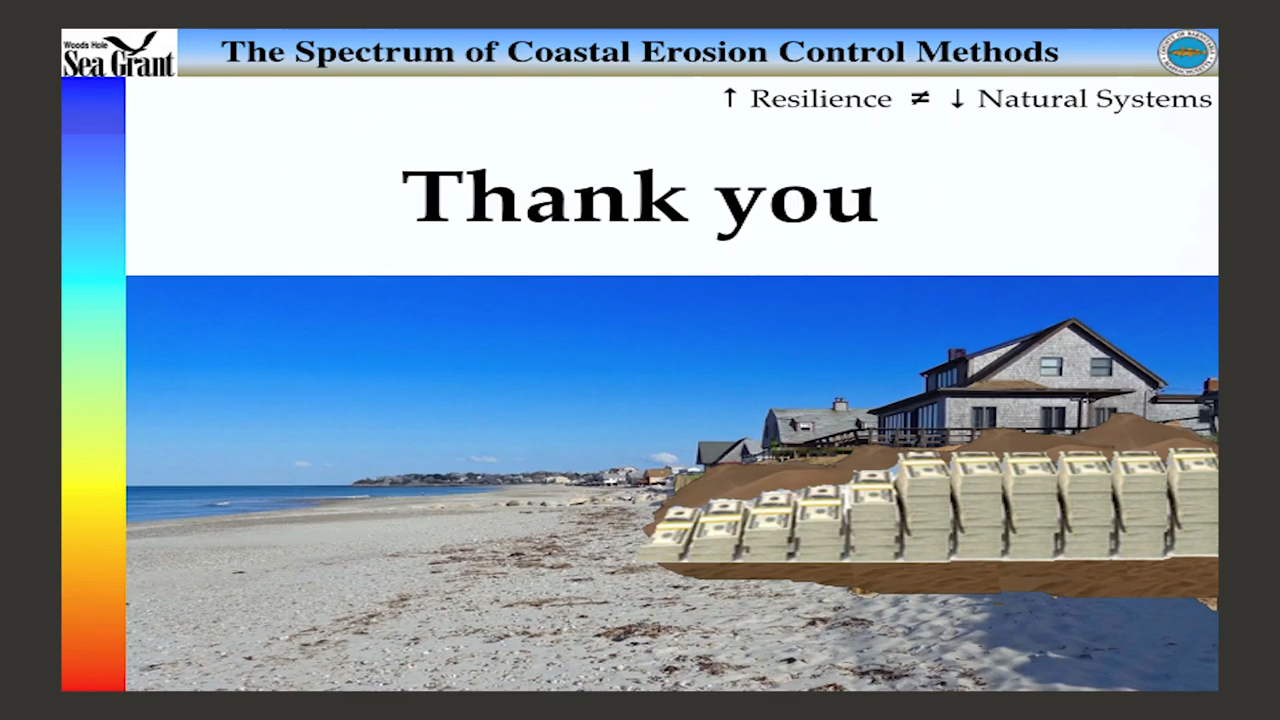 Woods Hole
Sea Grant
The Spectrum of Coastal Erosion Control Methods
↑ Resilience ≠ ↓ Natural Systems
Thank you